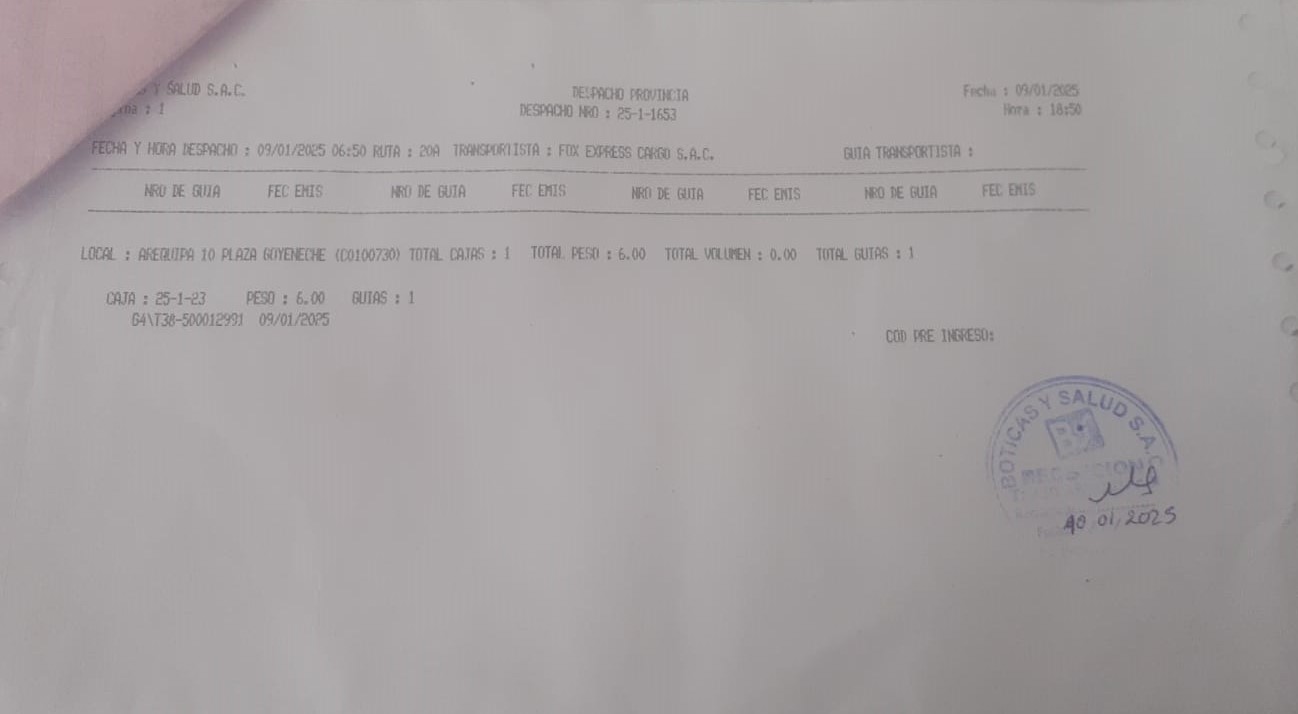 Y SALUD S.A.C.
DESPACHO PROVINCIA
Fecha : 09/01/2025
: 1
DESPACHO NRO : 25-1-1653
Hora : 18:50
FECHA Y HORA DESPACHO : 09/01/2025 06:50 RUTA : 20A TRANSPORTISTA : FOX EXPRESS CARGO S.A.C. GUIA TRANSPORTISTA :
NRO DE GUIA FEC EMIS NRO DE GUIA FEC EMIS NRO DE GUIA FEC EMIS NRO DE GUIA FEC EMIS
LOCAL : AREQUIPA 10 PLAZA GOYENECHE (C0100730) TOTAL CAJAS : 1 TOTAL PESO : 6.00 TOTAL VOLUMEN : 0.00 TOTAL GUIAS : 1
CAJA : 25-1-23 PESO : 6.00 GUIAS : 1
G4\T38-500012991 09/01/2025
COD PRE INGRESO:
BOTICAS Y SALUD S.A.C.
10 01/2025